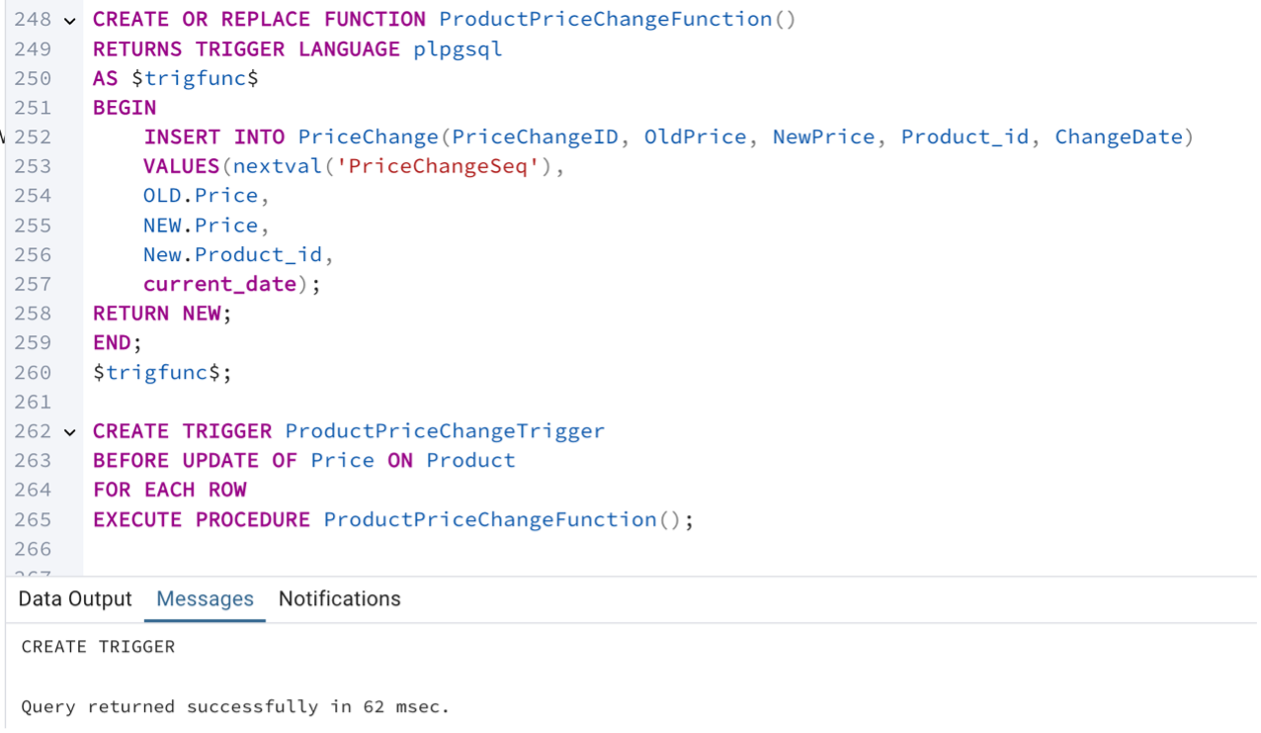 248 CREATE OR REPLACE FUNCTION ProductPriceChangeFunction()
249 RETURNS TRIGGER LANGUAGE plpgsql
250 AS $trigfunc$
251 BEGIN
252 INSERT INTO PriceChange(PriceChangeID, OldPrice, NewPrice, Product_id, ChangeDate)
253 VALUES(nextval('PriceChangeSeq'),
254 OLD.Price,
255 NEW.Price,
256 New.Product_id,
257 current_date);
258 RETURN NEW;
259 END;
260 $trigfunc$;
261
262 CREATE TRIGGER ProductPriceChangeTrigger
263 BEFORE UPDATE OF Price ON Product
264 FOR EACH ROW
265 EXECUTE PROCEDURE ProductPriceChangeFunction();
266
Data Output Messages Notifications
CREATE TRIGGER
Query returned successfully in 62 msec.